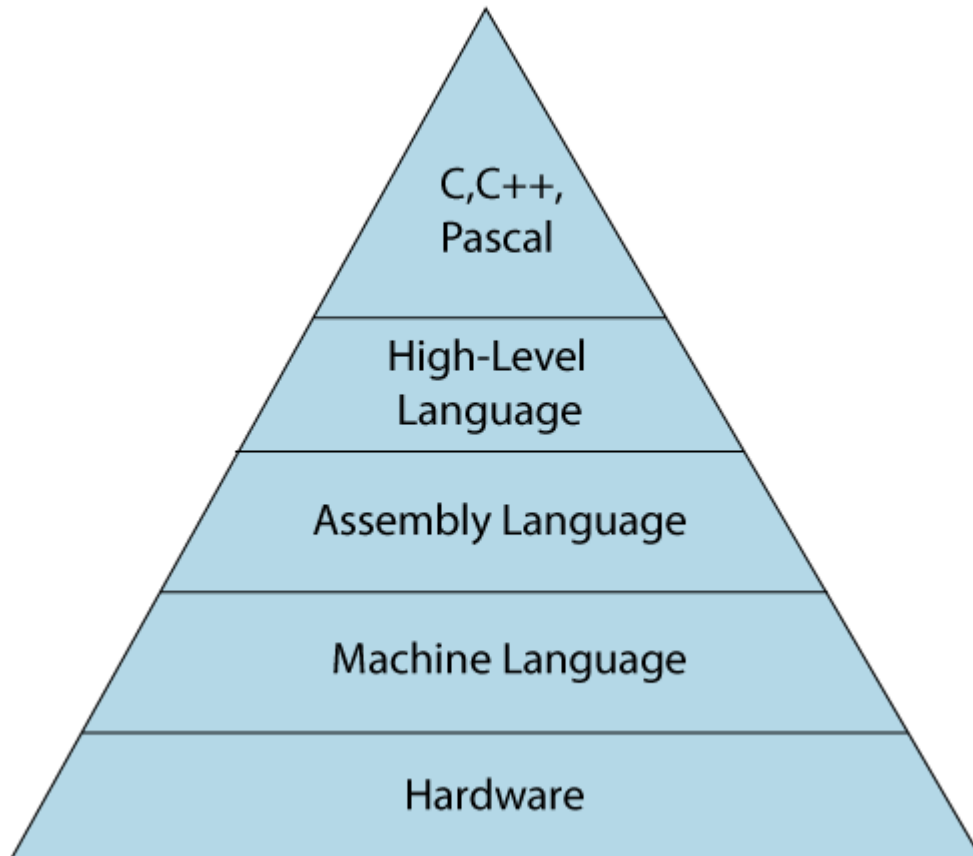 C,C++,
Pascal
High-Level
Language
Assembly Language
Machine Language
Hardware